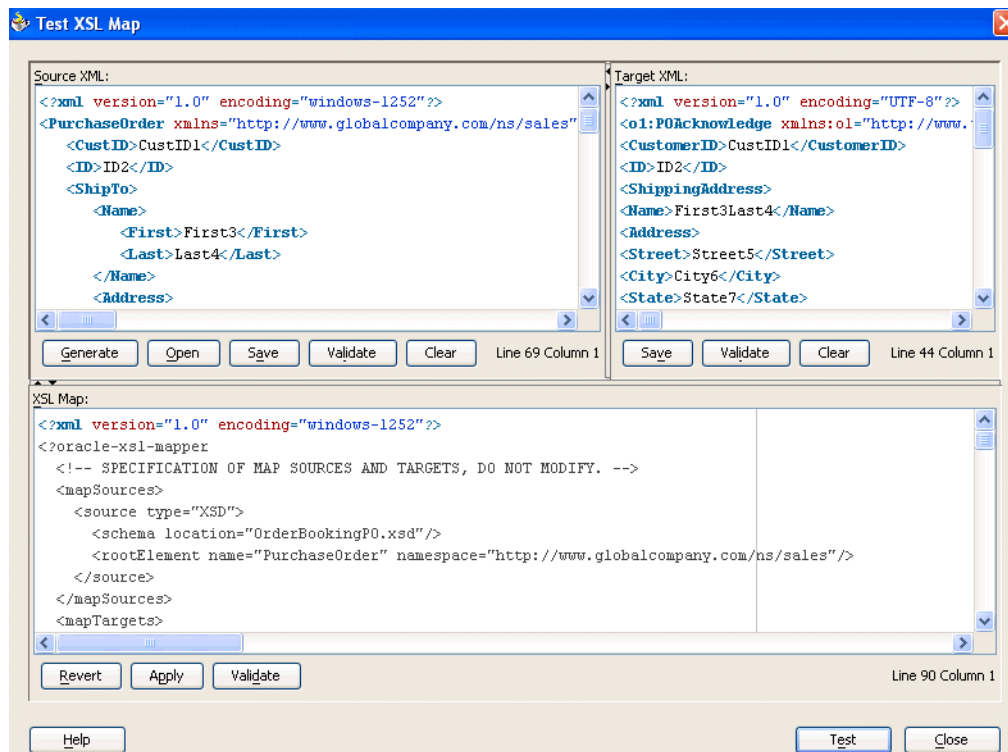 Test XSL Map
Source XML:
<?xml version="1.0" encoding="windows-1252"?>
<PurchaseOrder xmlns="http://www.globalcompany.com/ns/sales"
<CustID>CustID1</CustID>
<ID>ID2</ID>
<ShipTo>
<Name>
<First>First3</First>
<Last>Last4</Last>
</Name>
<Address>
Generate Open Save Validate Clear Line 69 Column 1
Target XML:
<?xml version="1.0" encoding="UTF-8"?>
<o1:POAcknowledge xmlns:o1="http://www.
<CustomerID>CustID1</CustomerID>
<ID>ID2</ID>
<ShippingAddress>
<Name>First3Last4</Name>
<Address>
<Street>Street5</Street>
<City>City6</City>
<State>State7</State>
Save Validate Clear Line 44 Column 1
XSL Map:
<?xml version="1.0" encoding="windows-1252"?>
<?oracle-xsl-mapper
<!-- SPECIFICATION OF MAP SOURCES AND TARGETS, DO NOT MODIFY. -->
<mapSources>
<source type="XSD">
<schema location="OrderBookingPO.xsd"/>
<rootElement name="PurchaseOrder" namespace="http://www.globalcompany.com/ns/sales"/>
</source>
</mapSources>
<mapTargets>
Revert Apply Validate Line 90 Column 1
Help Test Close